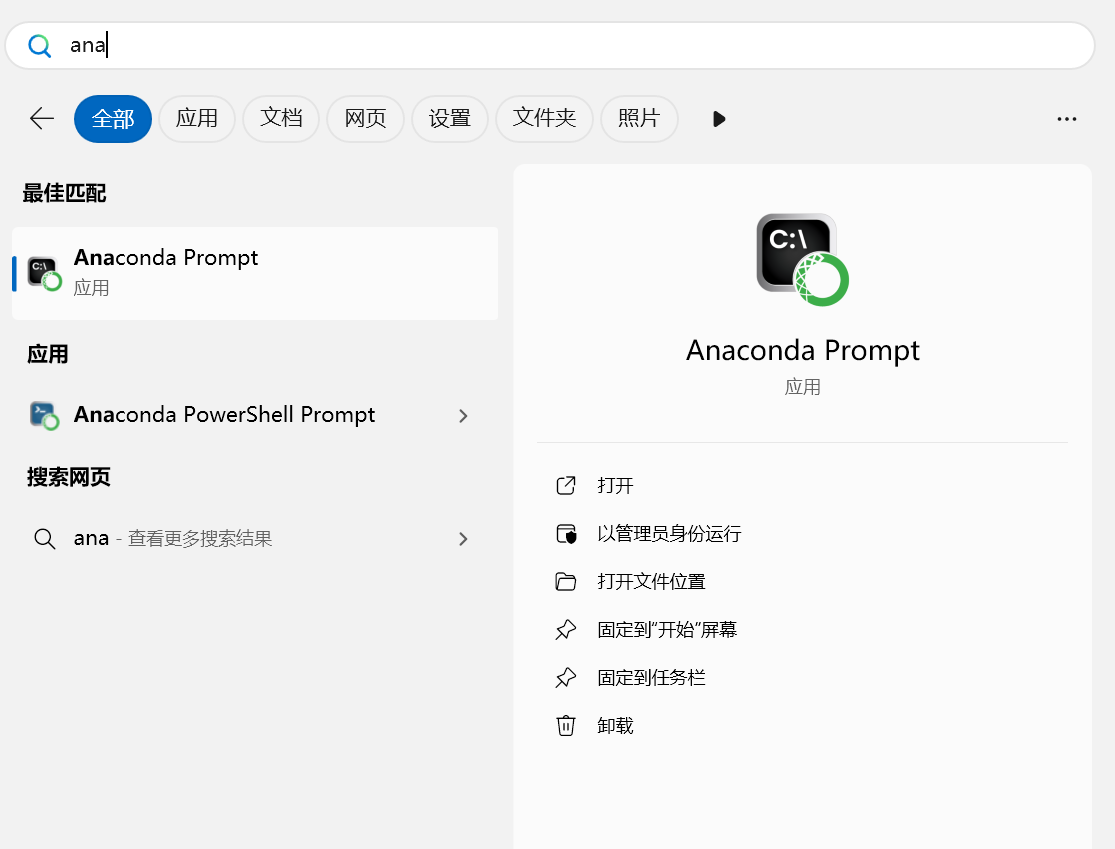 ana
全部
应用
文档
网页
设置
文件夹
照片
最佳匹配
Anaconda Prompt
应用
应用
Anaconda PowerShell Prompt
搜索网页
ana - 查看更多搜索结果
C:\
Anaconda Prompt
应用
打开
以管理员身份运行
打开文件位置
固定到“开始”屏幕
固定到任务栏
卸载